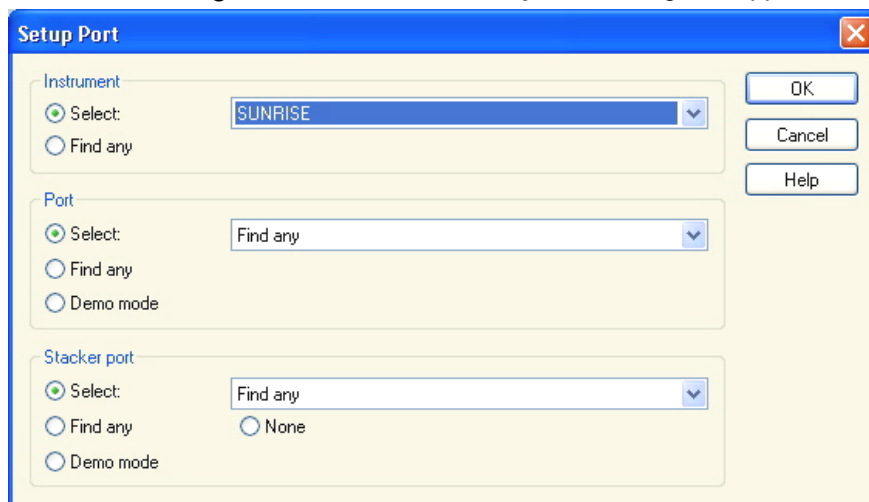 Setup Port
Instrument
Select: SUNRISE
Find any
OK
Cancel
Help
Port
Select: Find any
Find any
Demo mode
Stacker port
Select: Find any
Find any None
Demo mode